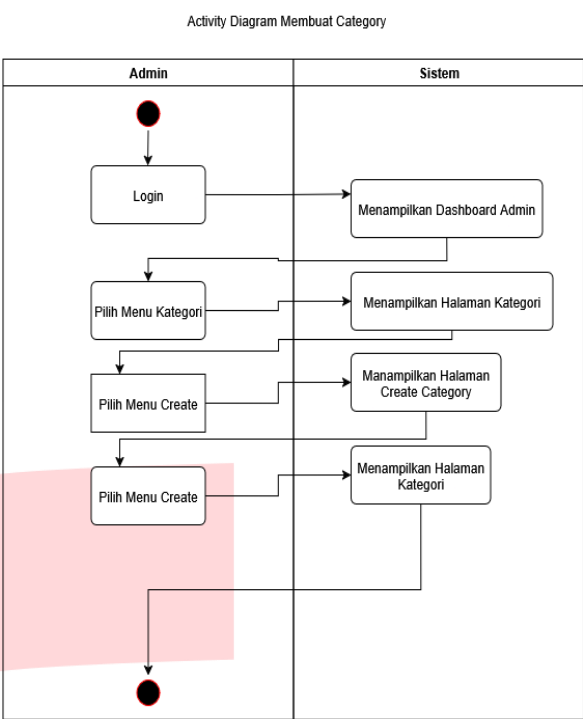 Activity Diagram Membuat Category
Admin
Sistem
Login
Menampilkan Dashboard Admin
Pilih Menu Kategori
Menampilkan Halaman Kategori
Pilih Menu Create
Manampilkan Halaman
Create Category
Pilih Menu Create
Menampilkan Halaman
Kategori